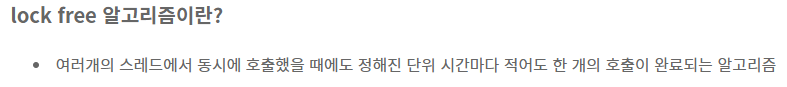 lock free 알고리즘이란?
• 여러개의 스레드에서 동시에 호출했을 때에도 정해진 단위 시간마다 적어도 한 개의 호출이 완료되는 알고리즘